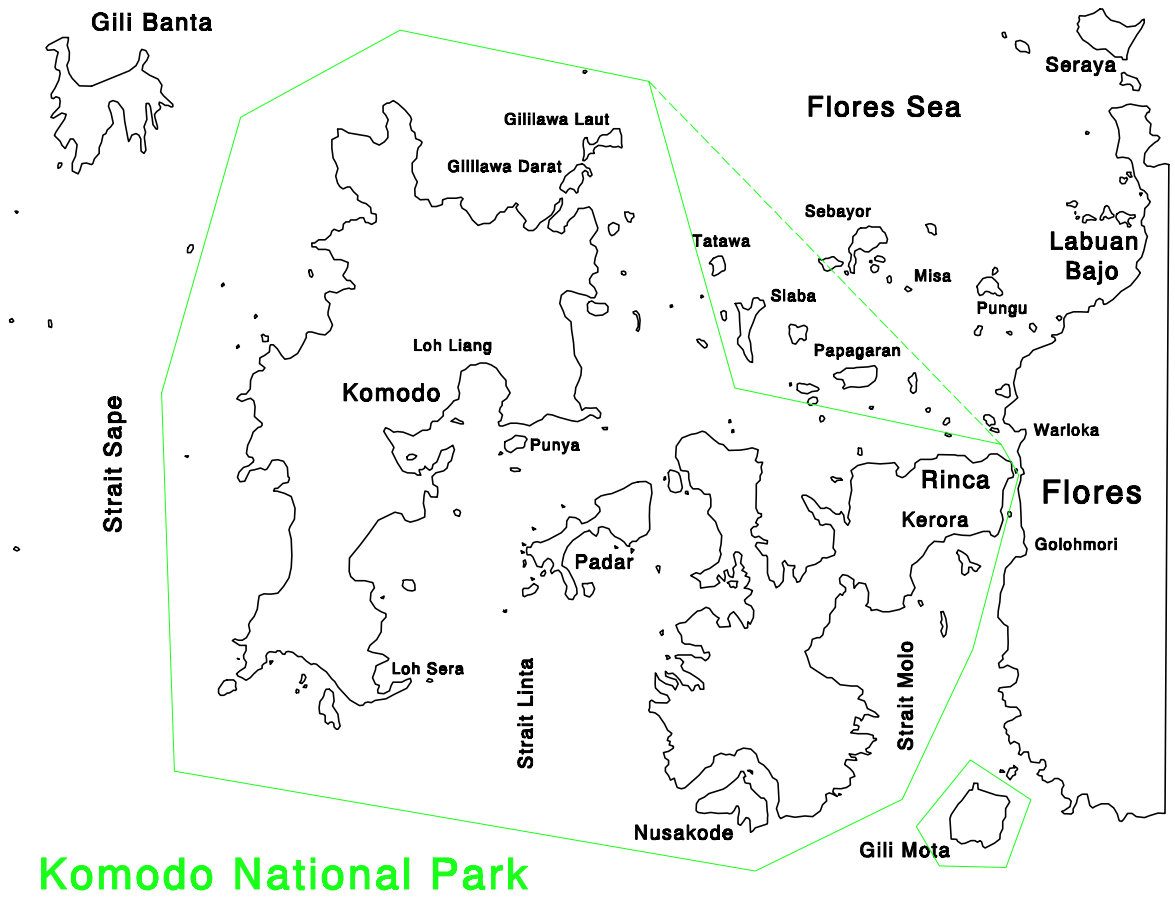 Gili Banta
Seraya
Flores Sea
Gililawa Laut
Gililawa Darat
Sebayor
Tatawa
Labuan
Bajo
Misa
Siaba
Pungu
Loh Liang
Papagaran
Komodo
Strait Sape
Punya
Warloka
Rinca
Flores
Kerora
Golohmori
Padar
Loh Sera
Strait Linta
Strait Molo
Nusakode
Gili Mota
Komodo National Park